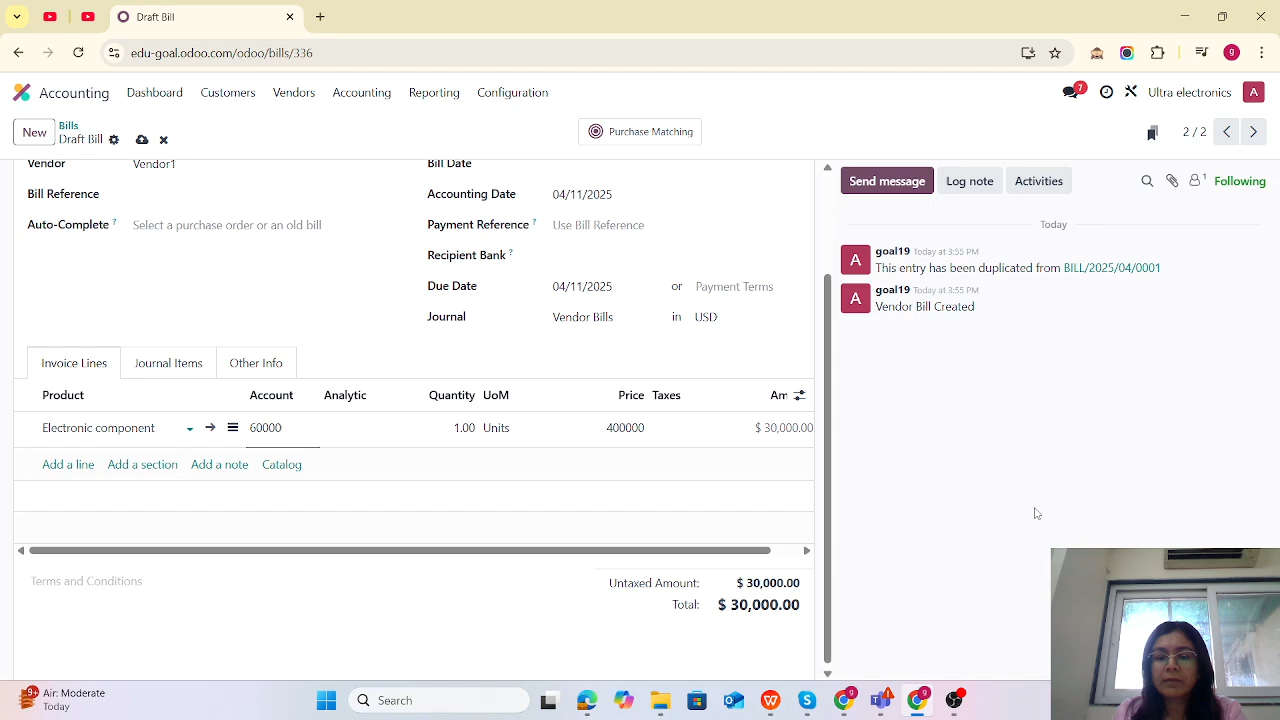 Draft Bill
edu-goal.odoo.com/odoo/bills/336
g
Accounting Dashboard Customers Vendors Accounting Reporting Configuration 7 Ultra electronics A
New Bills Draft Bill Purchase Matching 2 / 2
Vendor Vendor1 Bill Date
Bill Reference Accounting Date 04/11/2025
Auto-Complete ? Select a purchase order or an old bill Payment Reference ? Use Bill Reference
Recipient Bank ?
Due Date 04/11/2025 or Payment Terms
Journal Vendor Bills in USD
Invoice Lines Journal Items Other Info
Product Account Analytic Quantity UoM Price Taxes Am
Electronic component 60000 1.00 Units 400000 $ 30,000.00
Add a line Add a section Add a note Catalog
Terms and Conditions
Untaxed Amount: $ 30,000.00
Total: $ 30,000.00
Send message Log note Activities 1 Following
Today
A goal19 Today at 3:55 PM
This entry has been duplicated from BILL/2025/04/0001
A goal19 Today at 3:55 PM
Vendor Bill Created
9+ Air: Moderate
Today
Search